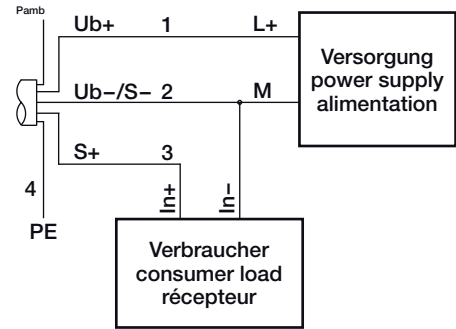 Pamb
Ub+ 1 L+
Ub−/S− 2 M
S+ 3
4
PE
In+
In−
Versorgung
power supply
alimentation
Verbraucher
consumer load
récepteur